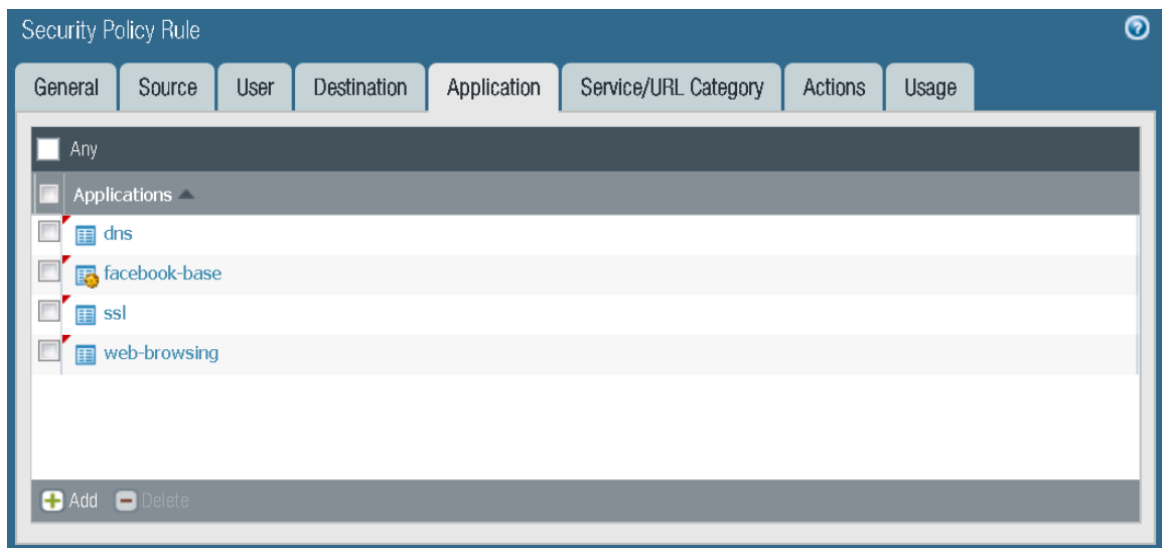 Security Policy Rule
General Source User Destination Application Service/URL Category Actions Usage
Any
Applications
dns
facebook-base
ssl
web-browsing
Add Delete